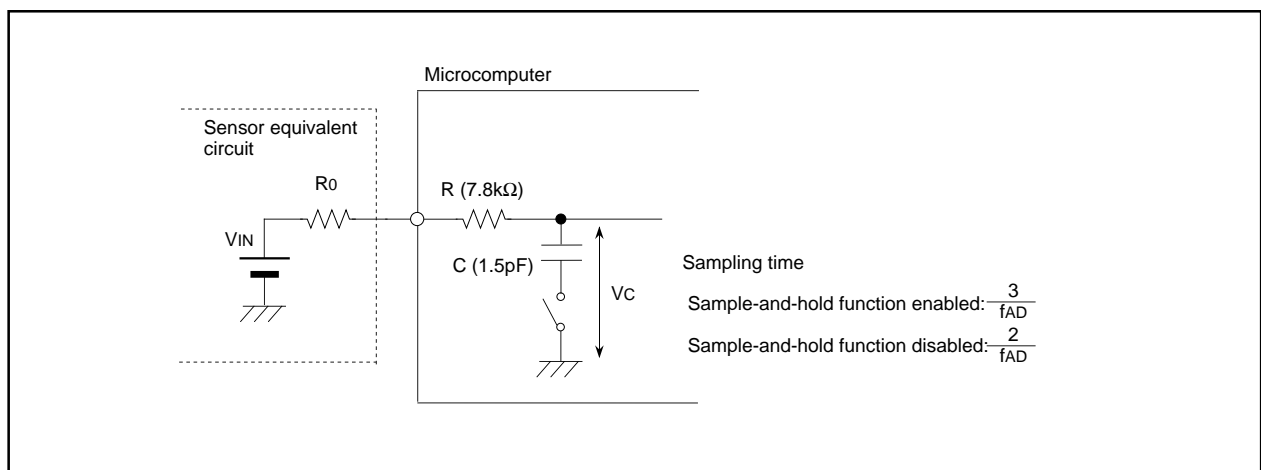 Microcomputer
Sensor equivalent
circuit
R0
R (7.8kΩ)
VIN
C (1.5pF)
VC
Sampling time
Sample-and-hold function enabled: 3/fAD
Sample-and-hold function disabled: 2/fAD